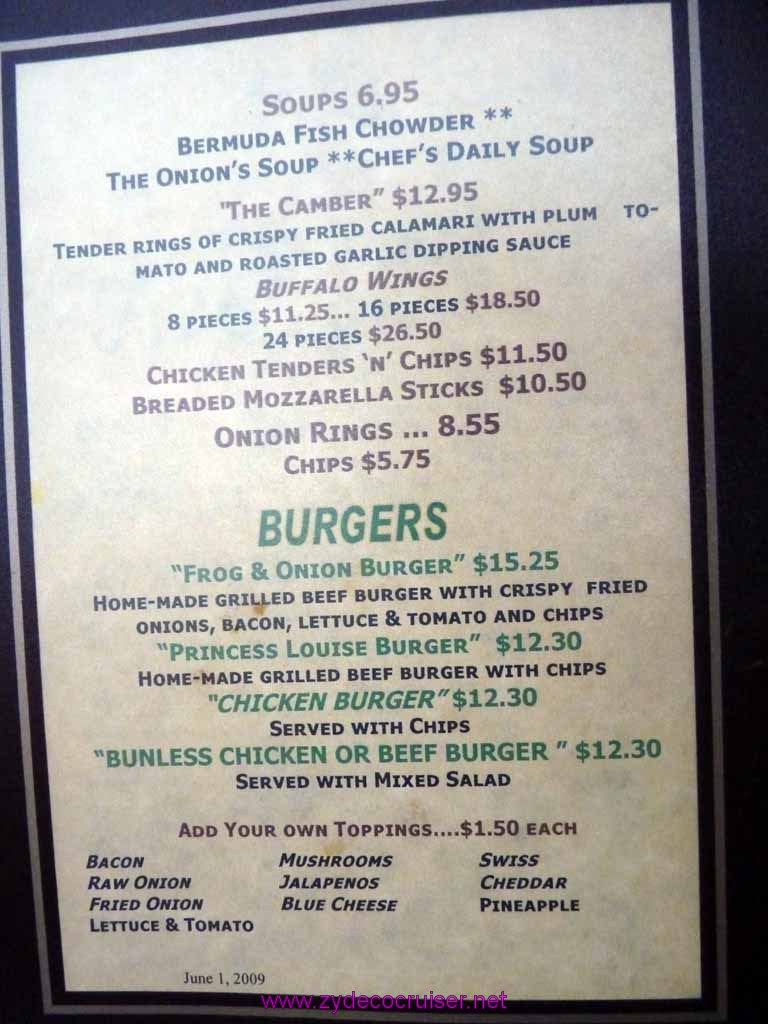 SOUPS 6.95
BERMUDA FISH CHOWDER **
THE ONION'S SOUP **CHEF'S DAILY SOUP
"THE CAMBER" $12.95
TENDER RINGS OF CRISPY FRIED CALAMARI WITH PLUM TO-
MATO AND ROASTED GARLIC DIPPING SAUCE
BUFFALO WINGS
8 PIECES $11.25... 16 PIECES $18.50
24 PIECES $26.50
CHICKEN TENDERS 'N' CHIPS $11.50
BREADED MOZZARELLA STICKS $10.50
ONION RINGS ... 8.55
CHIPS $5.75
BURGERS
"FROG & ONION BURGER" $15.25
HOME-MADE GRILLED BEEF BURGER WITH CRISPY FRIED
ONIONS, BACON, LETTUCE & TOMATO AND CHIPS
"PRINCESS LOUISE BURGER" $12.30
HOME-MADE GRILLED BEEF BURGER WITH CHIPS
"CHICKEN BURGER" $12.30
SERVED WITH CHIPS
"BUNLESS CHICKEN OR BEEF BURGER " $12.30
SERVED WITH MIXED SALAD
ADD YOUR OWN TOPPINGS....$1.50 EACH
BACON MUSHROOMS SWISS
RAW ONION JALAPENOS CHEDDAR
FRIED ONION BLUE CHEESE PINEAPPLE
LETTUCE & TOMATO
June 1, 2009
www.zydecocruiser.net